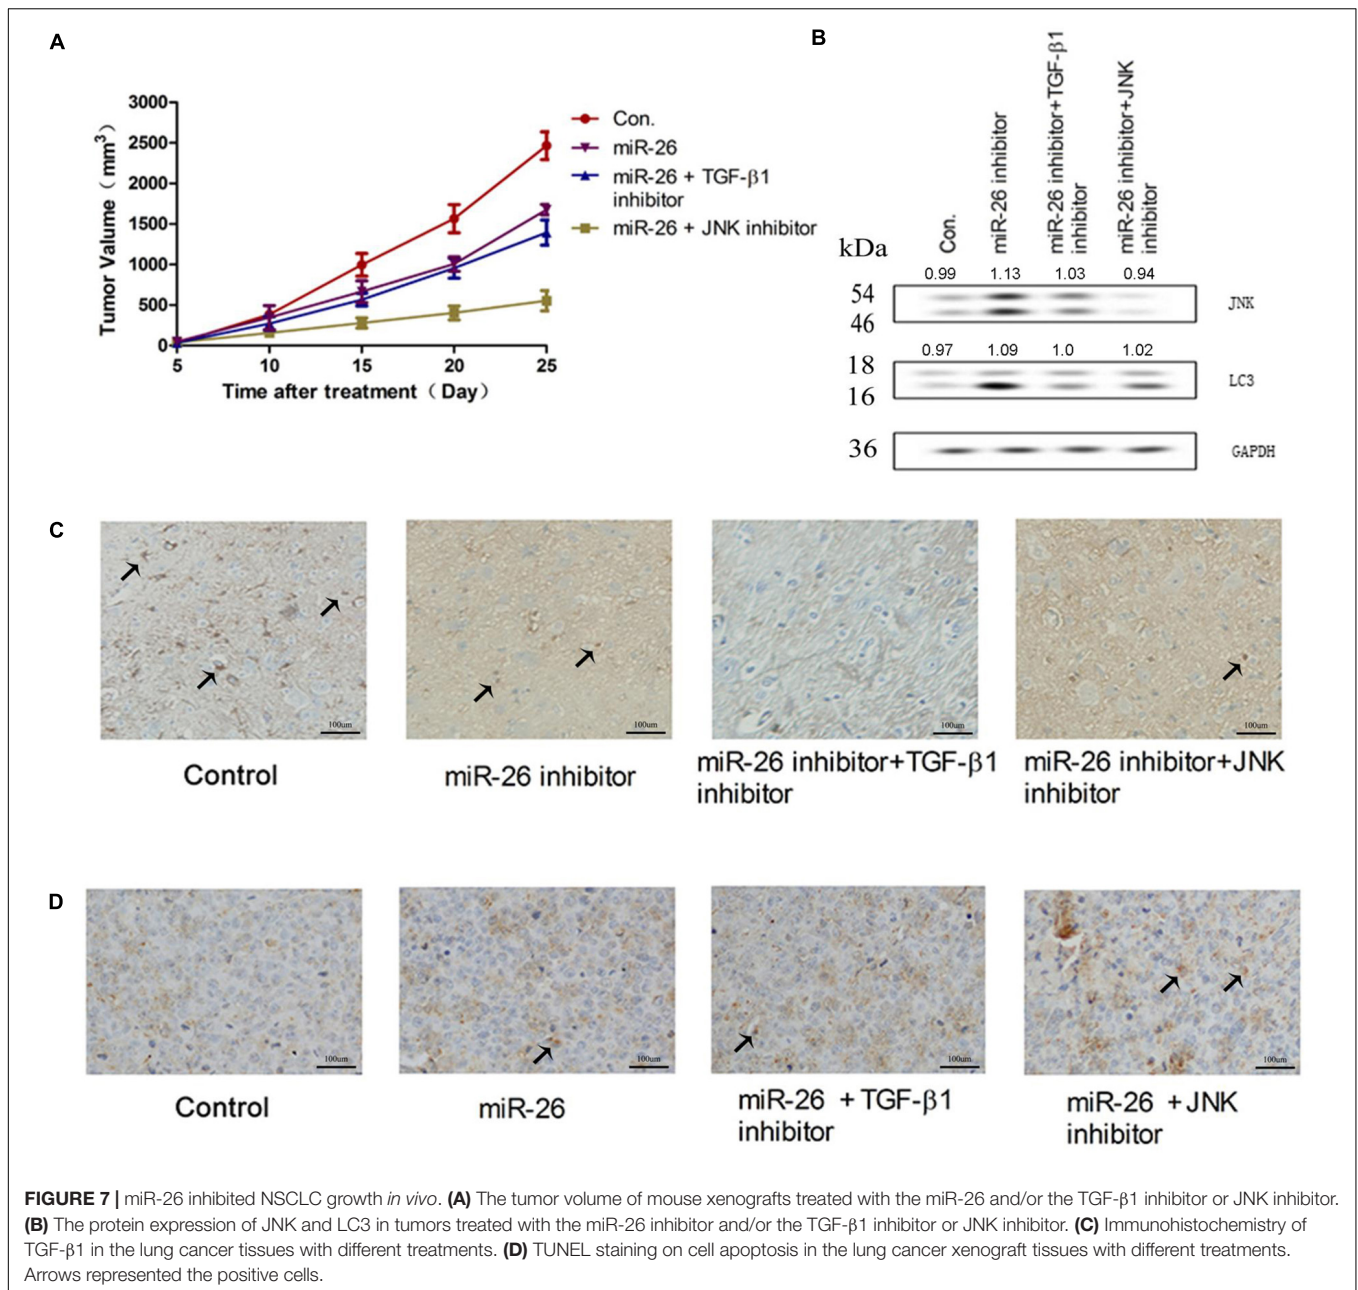 A
3000
2500
2000
1500
1000
500
0
5
10
15
20
25
Tumor Valume ( mm3 )
Time after treatment ( Day )
Con.
miR-26
miR-26 + TGF-β1
inhibitor
miR-26 + JNK inhibitor
B
kDa
Con.
miR-26 inhibitor
miR-26 inhibitor+TGF-β1
inhibitor
miR-26 inhibitor+JNK
inhibitor
0.99 1.13 1.03 0.94
54
46
JNK
0.97 1.09 1.0 1.02
18
16
LC3
36
GAPDH
C
100um
100um
100um
100um
Control
miR-26 inhibitor
miR-26 inhibitor+TGF-β1
inhibitor
miR-26 inhibitor+JNK
inhibitor
D
100um
100um
100um
100um
Control
miR-26
miR-26 + TGF-β1
inhibitor
miR-26 + JNK
inhibitor
FIGURE 7 | miR-26 inhibited NSCLC growth in vivo. (A) The tumor volume of mouse xenografts treated with the miR-26 and/or the TGF-β1 inhibitor or JNK inhibitor.
(B) The protein expression of JNK and LC3 in tumors treated with the miR-26 inhibitor and/or the TGF-β1 inhibitor or JNK inhibitor. (C) Immunohistochemistry of
TGF-β1 in the lung cancer tissues with different treatments. (D) TUNEL staining on cell apoptosis in the lung cancer xenograft tissues with different treatments.
Arrows represented the positive cells.